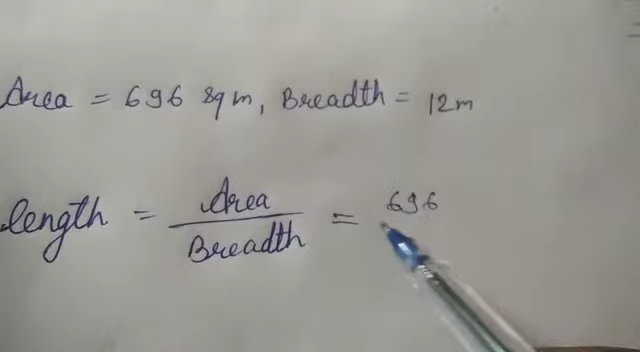 Area = 696 sq m, Breadth = 12m
length = Area / Breadth = 696